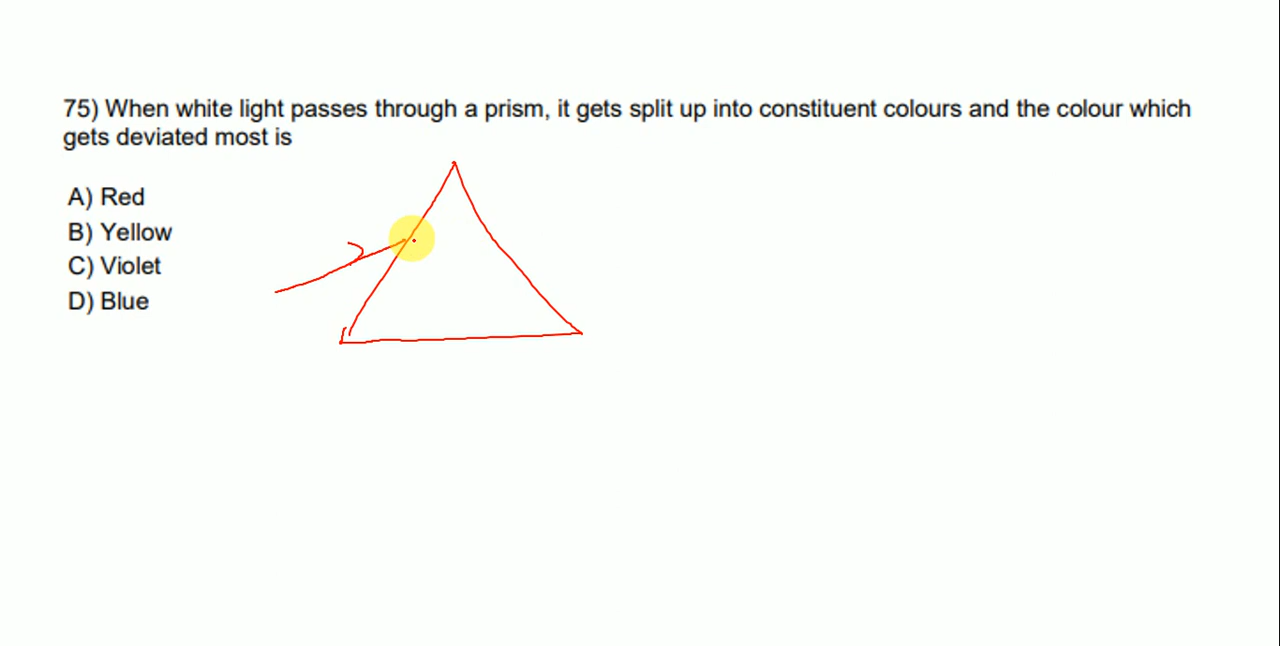 75) When white light passes through a prism, it gets split up into constituent colours and the colour which
gets deviated most is
A) Red
B) Yellow
C) Violet
D) Blue